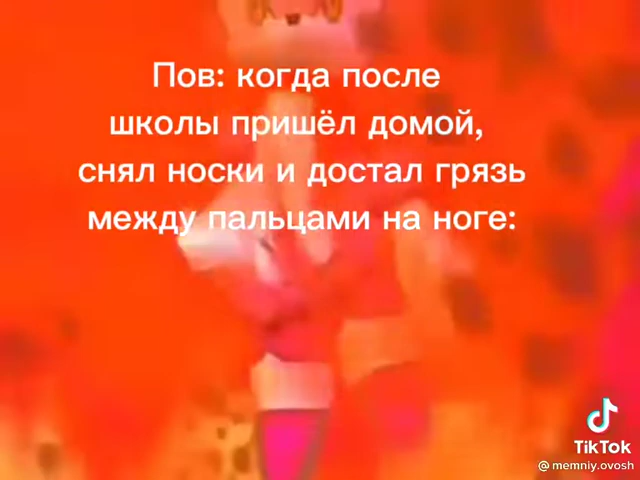 Пов: когда после
школы пришёл домой,
снял носки и достал грязь
между пальцами на ноге:
TikTok
@memniy.ovosh